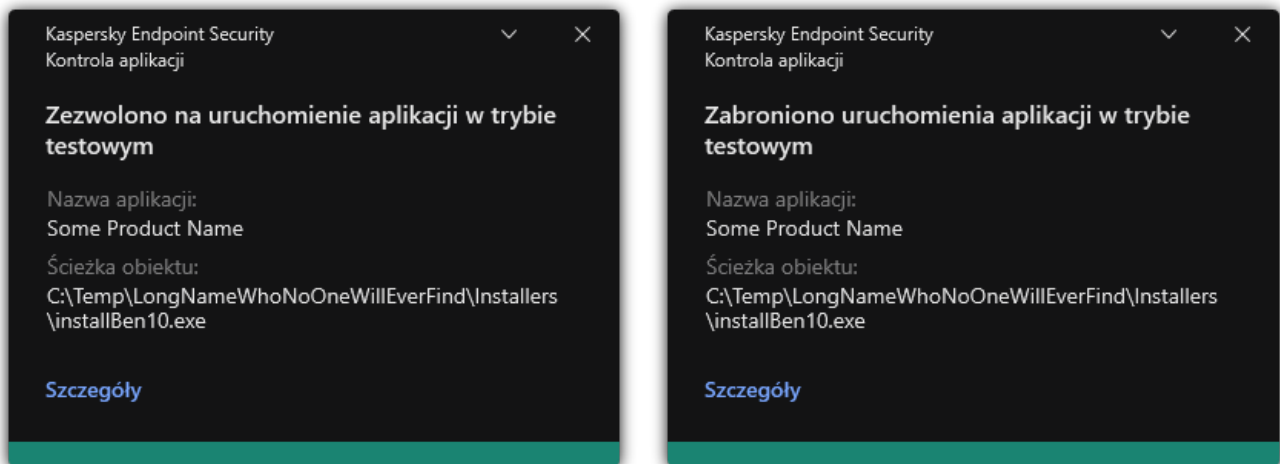 Kaspersky Endpoint Security
Kontrola aplikacji
Zezwolono na uruchomienie aplikacji w trybie
testowym
Nazwa aplikacji:
Some Product Name
Ścieżka obiektu:
C:\Temp\LongNameWhoNoOneWillEverFind\Installers
\installBen10.exe
Szczegóły
Kaspersky Endpoint Security
Kontrola aplikacji
Zabroniono uruchomienia aplikacji w trybie
testowym
Nazwa aplikacji:
Some Product Name
Ścieżka obiektu:
C:\Temp\LongNameWhoNoOneWillEverFind\Installers
\installBen10.exe
Szczegóły